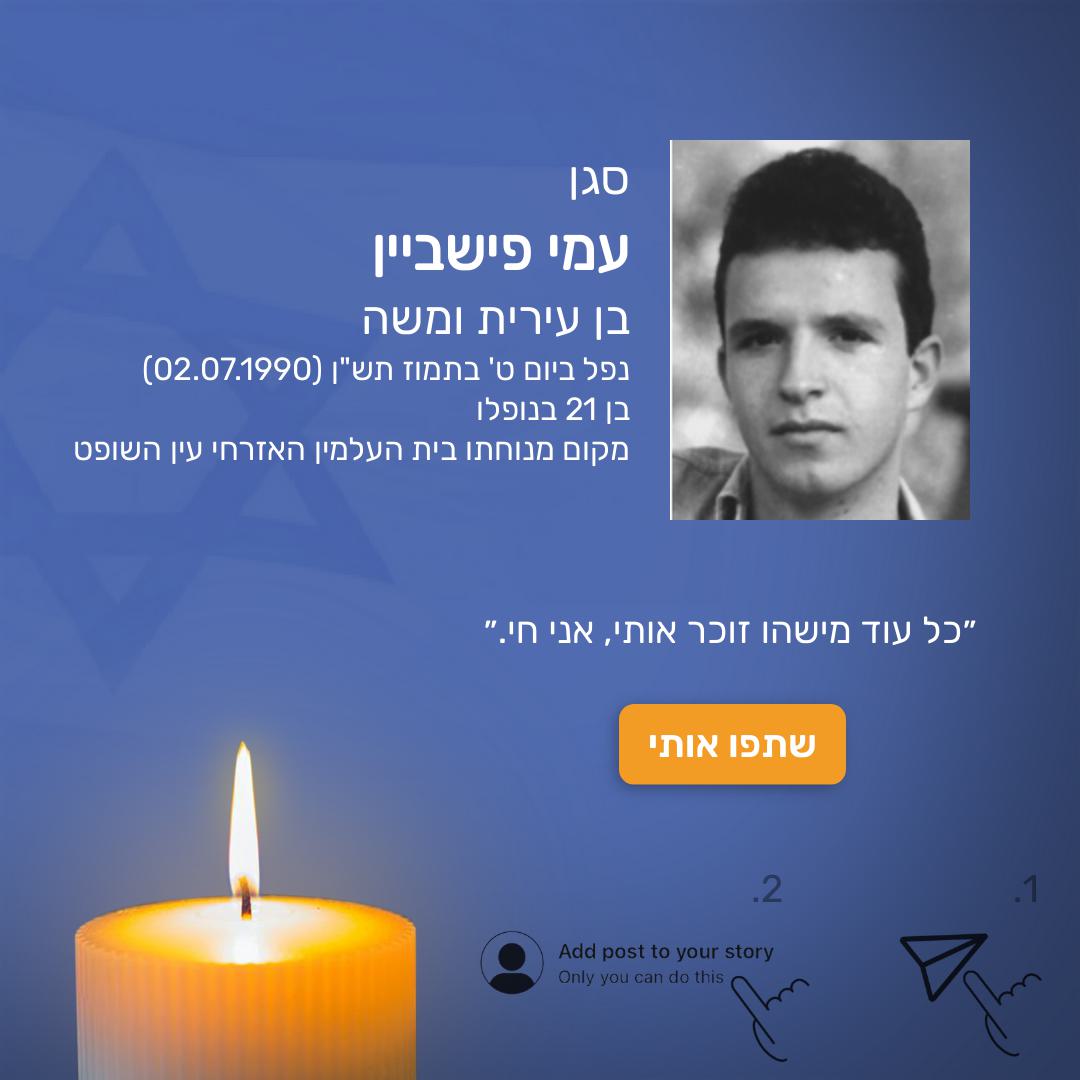 סגן
עמי פישביין
בן עירית ומשה
נפל ביום ט' בתמוז תש"ן (02.07.1990)
בן 21 בנופלו
מקום מנוחתו בית העלמין האזרחי עין השופט
״כל עוד מישהו זוכר אותי, אני חי.״
שתפו אותי
1.
2.
Add post to your story
Only you can do this